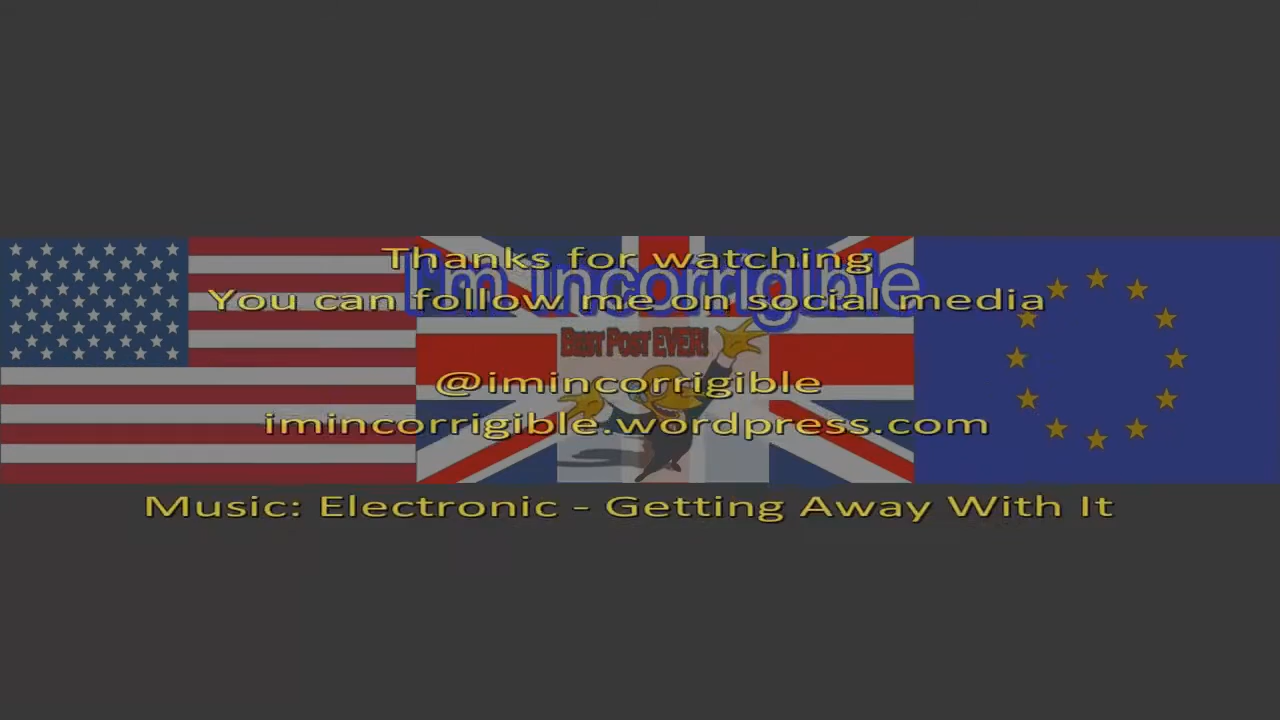 Thanks for watching
I'm incorrigible
You can follow me on social media
BEST POST EVER!
@imincorrigible
imincorrigible.wordpress.com
Music: Electronic - Getting Away With It